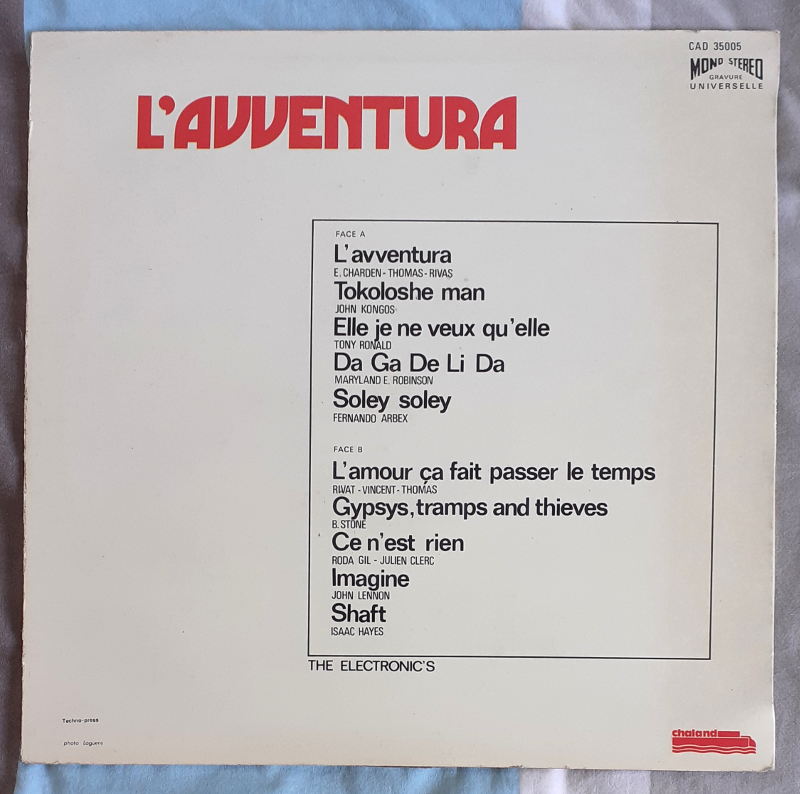 CAD 35005
MONO STEREO
GRAVURE
UNIVERSELLE
L'AVVENTURA
FACE A
L'avventura
E. CHARDEN - THOMAS - RIVAS
Tokoloshe man
JOHN KONGOS
Elle je ne veux qu'elle
TONY RONALD
Da Ga De Li Da
MARYLAND E. ROBINSON
Soley soley
FERNANDO ARBEX
FACE B
L'amour ça fait passer le temps
RIVAT - VINCENT - THOMAS
Gypsys, tramps and thieves
B. STONE
Ce n'est rien
RODA GIL - JULIEN CLERC
Imagine
JOHN LENNON
Shaft
ISAAC HAYES
THE ELECTRONIC'S
Techno-press
photo Loguers
chaland